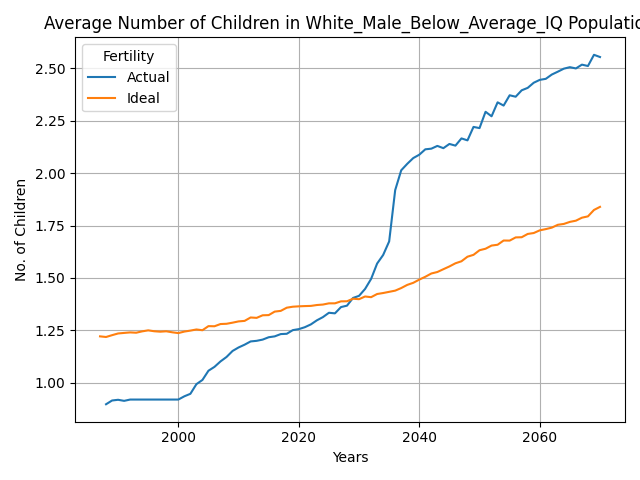 Average Number of Children in White_Male_Below_Average_IQ Populatio
Fertility
Actual
Ideal
No. of Children
2.50
2.25
2.00
1.75
1.50
1.25
1.00
2000 2020 2040 2060
Years